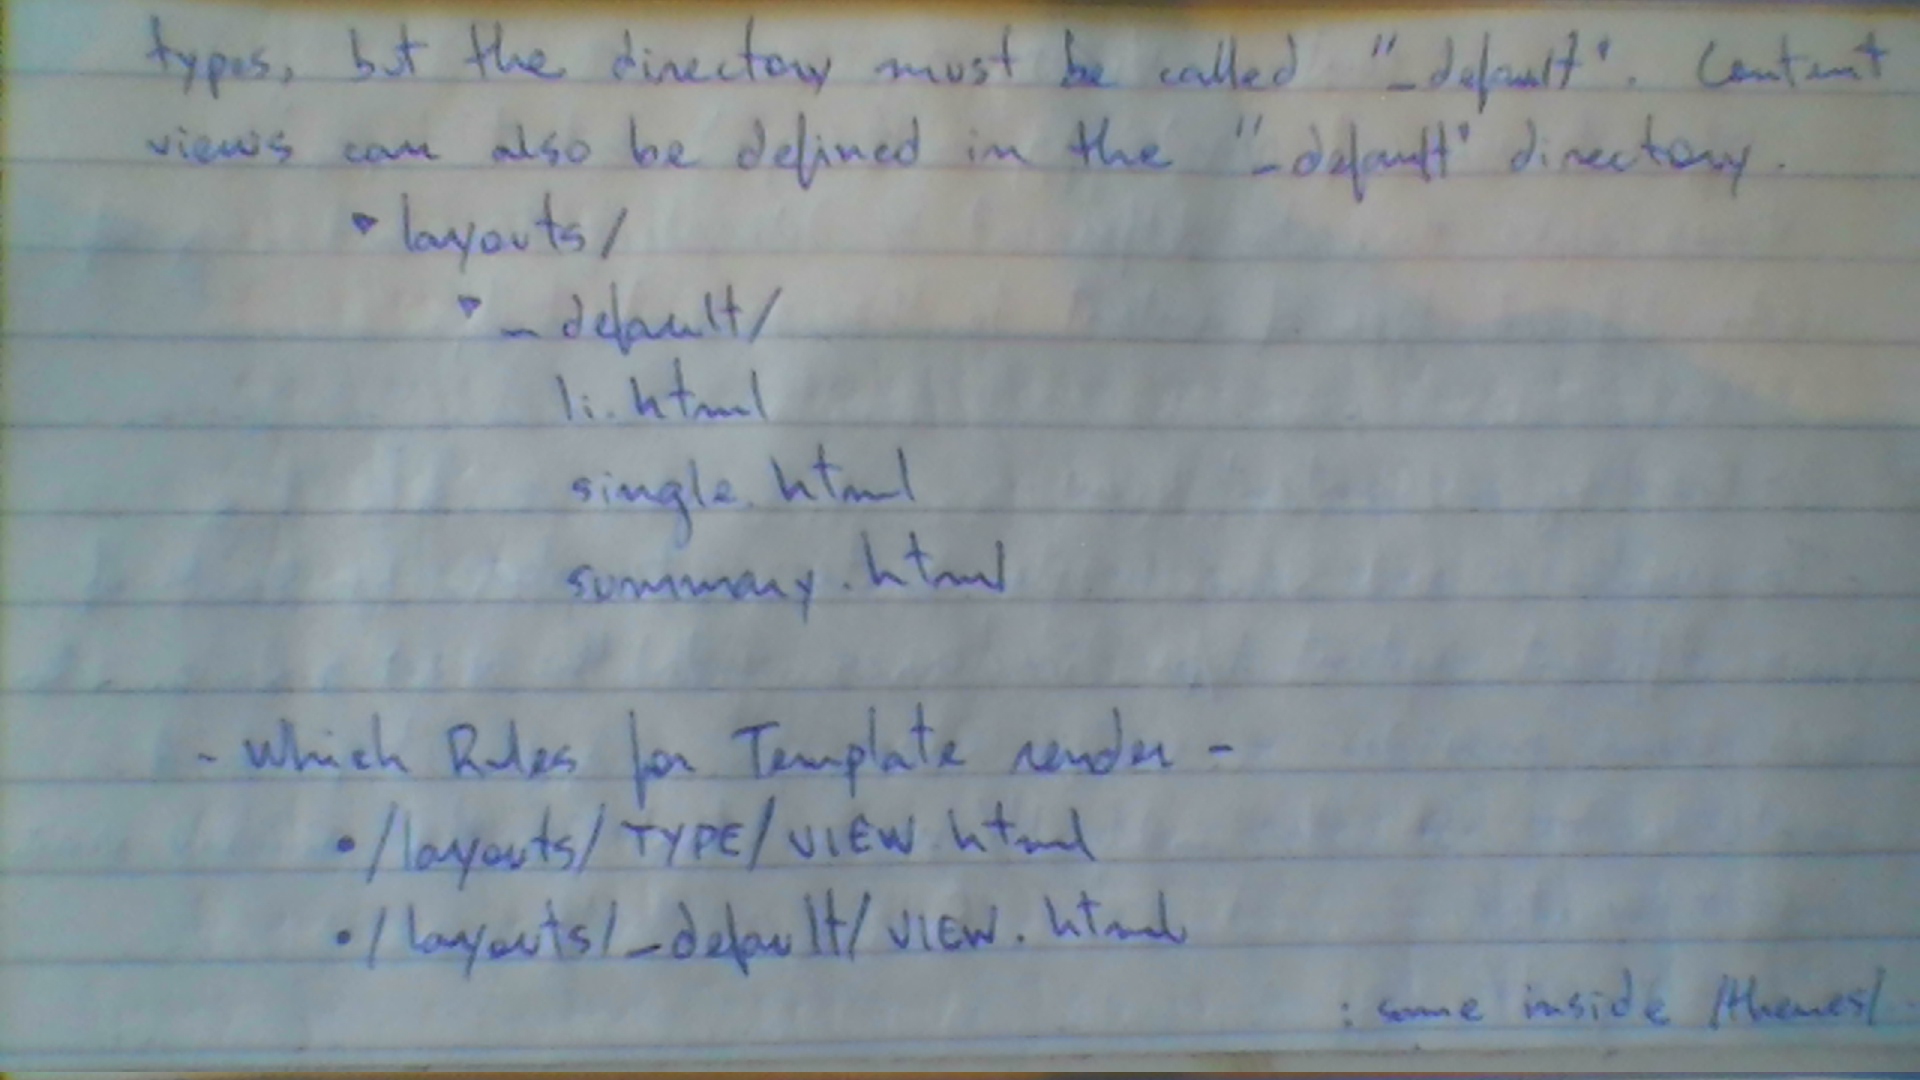 types, but the directory must be called "_default". Content
views can also be defined in the "_default" directory.
▾ layouts/
▾ _default/
li.html
single.html
summary.html
- Which Rules for Template render -
• /layouts/TYPE/VIEW.html
• /layouts/_default/VIEW.html
: same inside /themes/